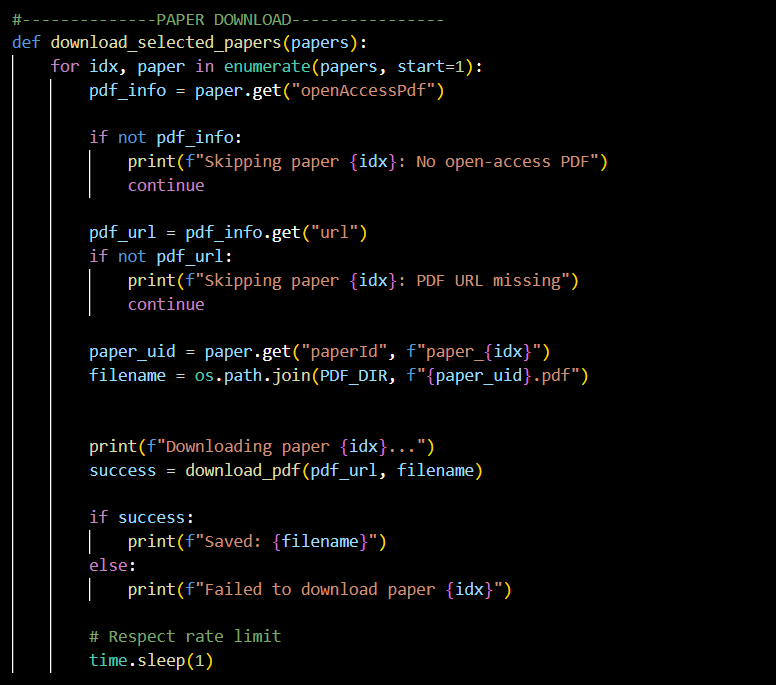 #--------------PAPER DOWNLOAD----------------
def download_selected_papers(papers):
    for idx, paper in enumerate(papers, start=1):
        pdf_info = paper.get("openAccessPdf")

        if not pdf_info:
            print(f"Skipping paper {idx}: No open-access PDF")
            continue

        pdf_url = pdf_info.get("url")
        if not pdf_url:
            print(f"Skipping paper {idx}: PDF URL missing")
            continue

        paper_uid = paper.get("paperId", f"paper_{idx}")
        filename = os.path.join(PDF_DIR, f"{paper_uid}.pdf")


        print(f"Downloading paper {idx}...")
        success = download_pdf(pdf_url, filename)

        if success:
            print(f"Saved: {filename}")
        else:
            print(f"Failed to download paper {idx}")

        # Respect rate limit
        time.sleep(1)